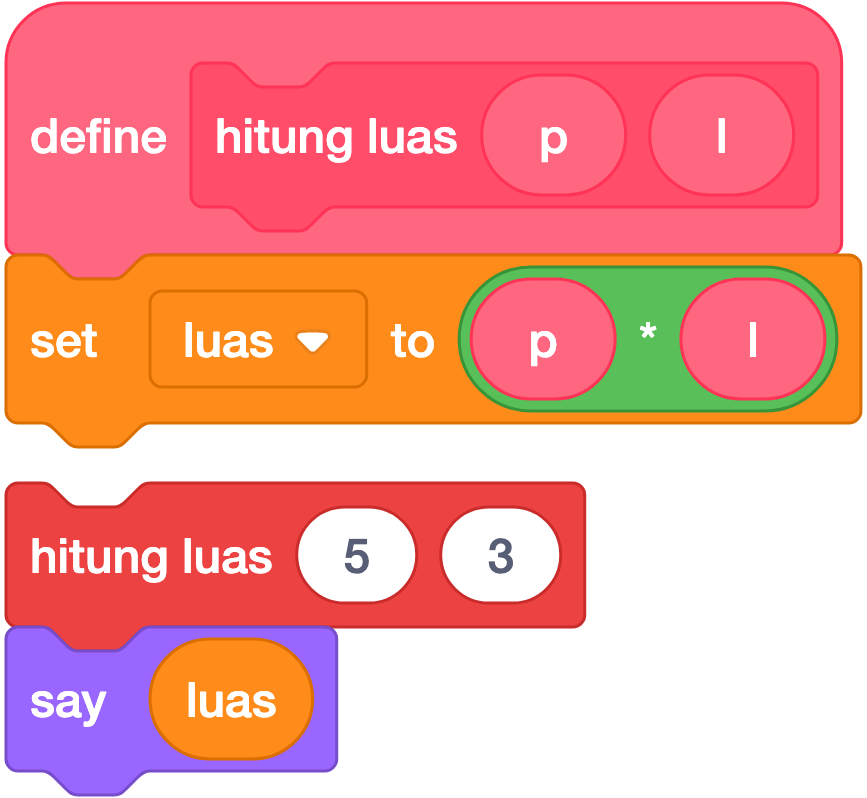 define hitung luas p l
set luas to p * l
hitung luas 5 3
say luas